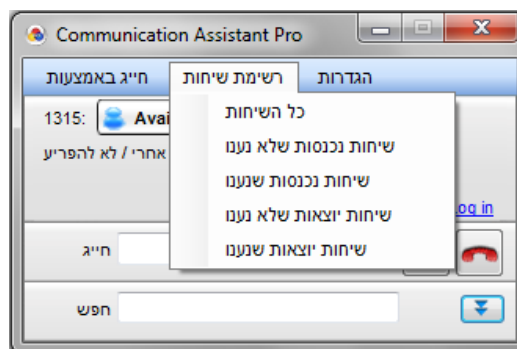 Communication Assistant Pro
חייג באמצעות רשימת שיחות הגדרות
1315: Avai
אחרי / לא להפריע
כל השיחות
שיחות נכנסות שלא נענו
שיחות נכנסות שנענו
שיחות יוצאות שלא נענו
שיחות יוצאות שנענו
og in
חייג
חפש